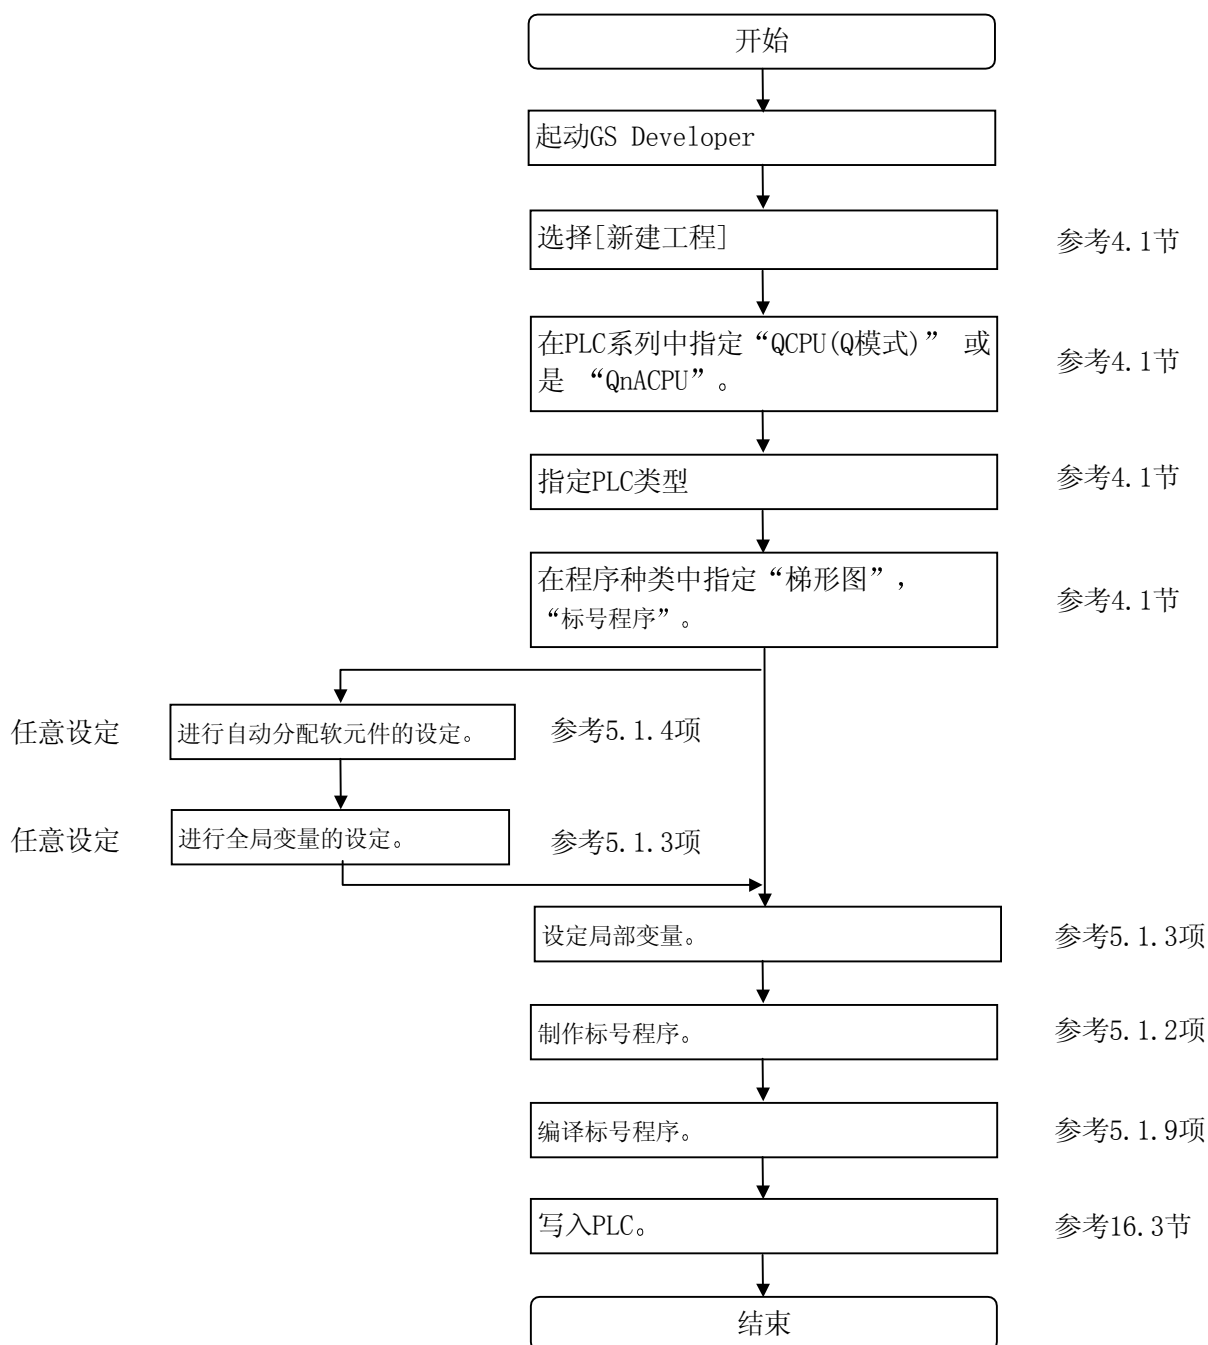 开始
起动GS Developer
选择[新建工程]
参考4.1节
在PLC系列中指定“QCPU(Q模式)” 或
是 “QnACPU”。
参考4.1节
指定PLC类型
参考4.1节
在程序种类中指定“梯形图”,
“标号程序”。
参考4.1节
任意设定
进行自动分配软元件的设定。
参考5.1.4项
任意设定
进行全局变量的设定。
参考5.1.3项
设定局部变量。
参考5.1.3项
制作标号程序。
参考5.1.2项
编译标号程序。
参考5.1.9项
写入PLC。
参考16.3节
结束